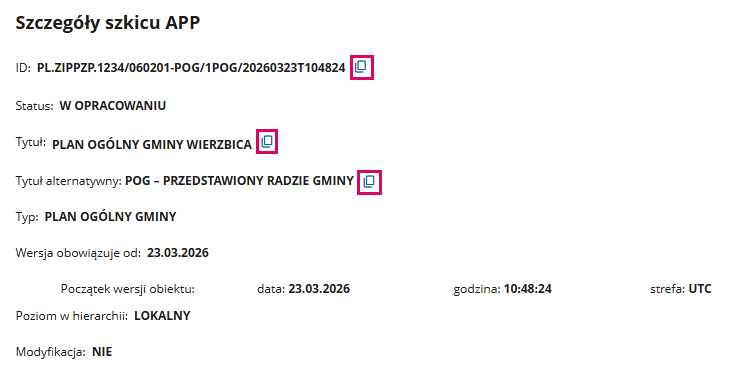 Szczegóły szkicu APP
ID: PL.ZIPPZP.1234/060201-POG/1POG/20260323T104824
Status: W OPRACOWANIU
Tytuł: PLAN OGÓLNY GMINY WIERZBICA
Tytuł alternatywny: POG – PRZEDSTAWIONY RADZIE GMINY
Typ: PLAN OGÓLNY GMINY
Wersja obowiązuje od: 23.03.2026
Początek wersji obiektu: data: 23.03.2026 godzina: 10:48:24 strefa: UTC
Poziom w hierarchii: LOKALNY
Modyfikacja: NIE